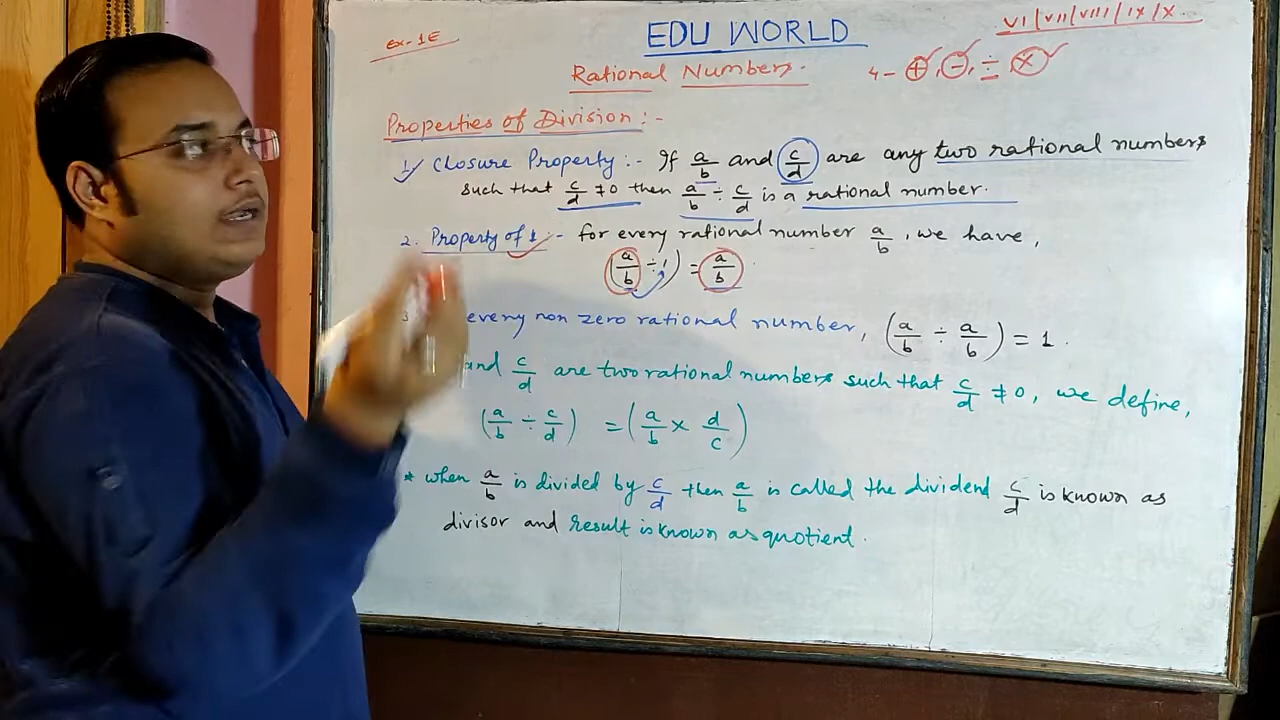 ex-1E
EDU WORLD
VI/VII/VIII/IX/X.
Rational Numbers.
4 - +, -, ÷ ×
Properties of Division :-
1. Closure Property :- If a/b and c/d are any two rational numbers
such that c/d ≠ 0 then a/b ÷ c/d is a rational number.
2. Property of 1 :- for every rational number a/b, we have,
(a/b ÷ 1) = a/b
every non zero rational number, (a/b ÷ a/b) = 1.
and c/d are two rational numbers such that c/d ≠ 0, we define,
(a/b ÷ c/d) = (a/b × d/c)
* when a/b is divided by c/d then a/b is called the dividend c/d is known as
divisor and result is known as quotient.